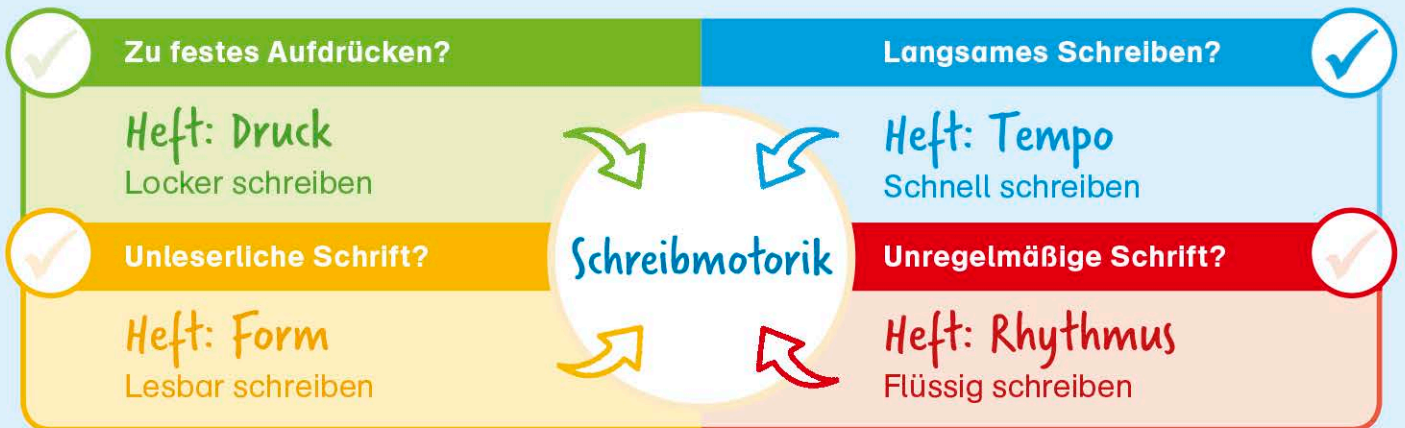 Zu festes Aufdrücken?
Heft: Druck
Locker schreiben
Langsames Schreiben?
Heft: Tempo
Schnell schreiben
Schreibmotorik
Unleserliche Schrift?
Heft: Form
Lesbar schreiben
Unregelmäßige Schrift?
Heft: Rhythmus
Flüssig schreiben